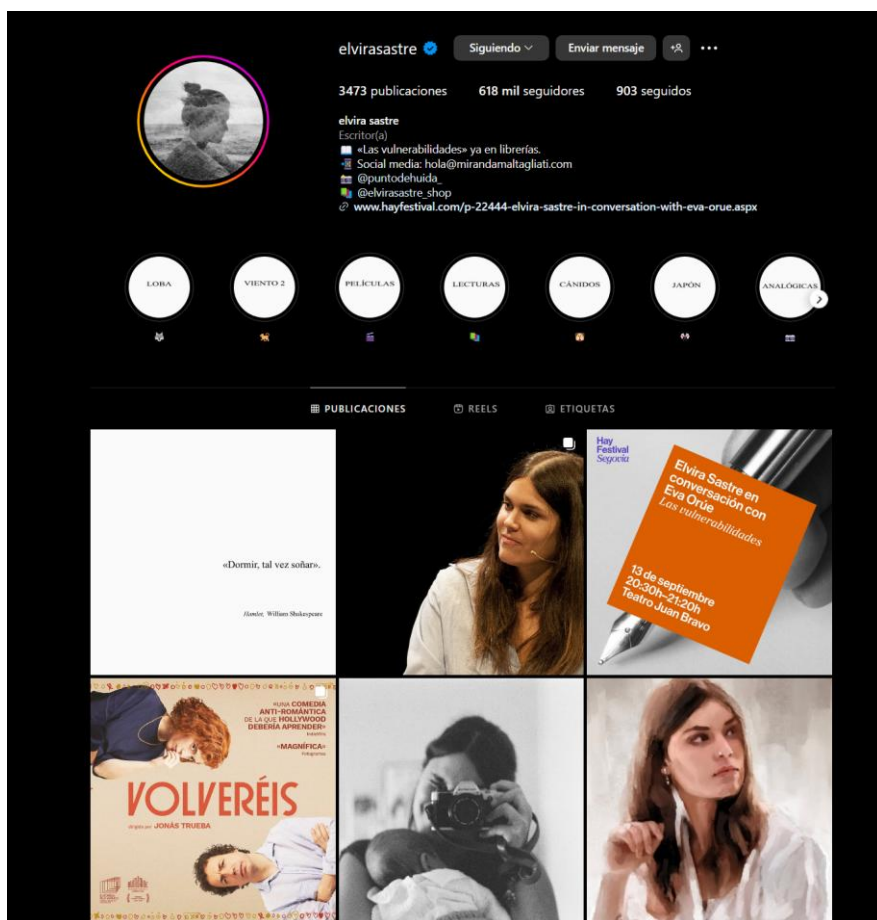 elvirasastre
Siguiendo
Enviar mensaje
3473 publicaciones
618 mil seguidores
903 seguidos
elvira sastre
Escritor(a)
«Las vulnerabilidades» ya en librerías.
Social media: hola@mirandamaltagliati.com
@puntodehuida_
@elvirasastre_shop
www.hayfestival.com/p-22444-elvira-sastre-in-conversation-with-eva-orue.aspx
LOBA
VIENTO 2
PELÍCULAS
LECTURAS
CÁNIDOS
JAPÓN
ANALÓGICAS
PUBLICACIONES
REELS
ETIQUETAS
«Dormir, tal vez soñar».
Hamlet, William Shakespeare
Hay
Festival
Segovia
Elvira Sastre en
conversación con
Eva Orúe
Las vulnerabilidades
13 de septiembre
20:30h–21:20h
Teatro Juan Bravo
«UNA COMEDIA
ANTI-ROMÁNTICA
DE LA QUE HOLLYWOOD
DEBERÍA APRENDER»
IndieWire
«MAGNÍFICA»
Fotogramas
VOLVERÉIS
dirigida por JONÁS TRUEBA